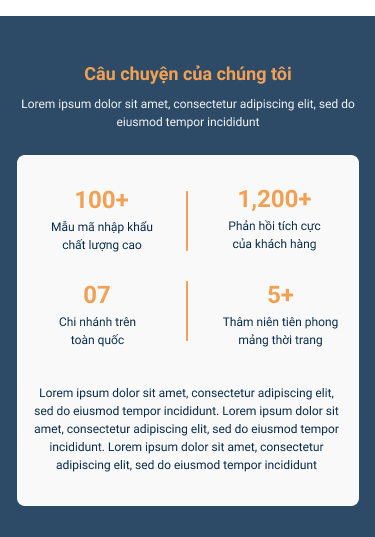 Câu chuyện của chúng tôi
Lorem ipsum dolor sit amet, consectetur adipiscing elit, sed do
eiusmod tempor incididunt
100+
Mẫu mã nhập khẩu
chất lượng cao
1,200+
Phản hồi tích cực
của khách hàng
07
Chi nhánh trên
toàn quốc
5+
Thâm niên tiên phong
mảng thời trang
Lorem ipsum dolor sit amet, consectetur adipiscing elit,
sed do eiusmod tempor incididunt. Lorem ipsum dolor sit
amet, consectetur adipiscing elit, sed do eiusmod tempor
incididunt. Lorem ipsum dolor sit amet, consectetur
adipiscing elit, sed do eiusmod tempor incididunt